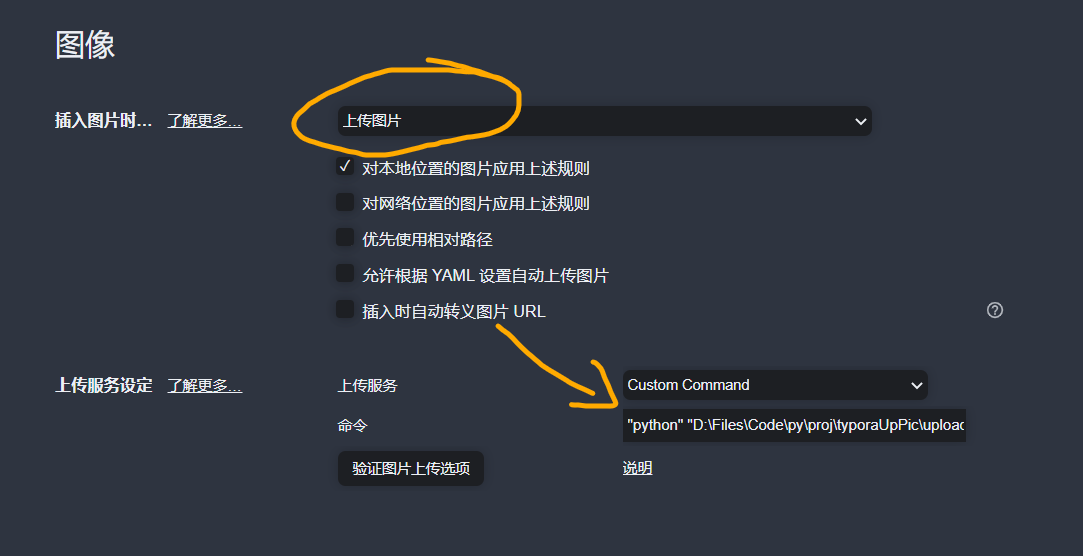 图像
插入图片时... 了解更多...
上传图片
对本地位置的图片应用上述规则
对网络位置的图片应用上述规则
优先使用相对路径
允许根据 YAML 设置自动上传图片
插入时自动转义图片 URL
上传服务设定 了解更多...
上传服务 Custom Command
命令 "python" "D:\Files\Code\py\proj\typoraUpPic\upload
验证图片上传选项 说明